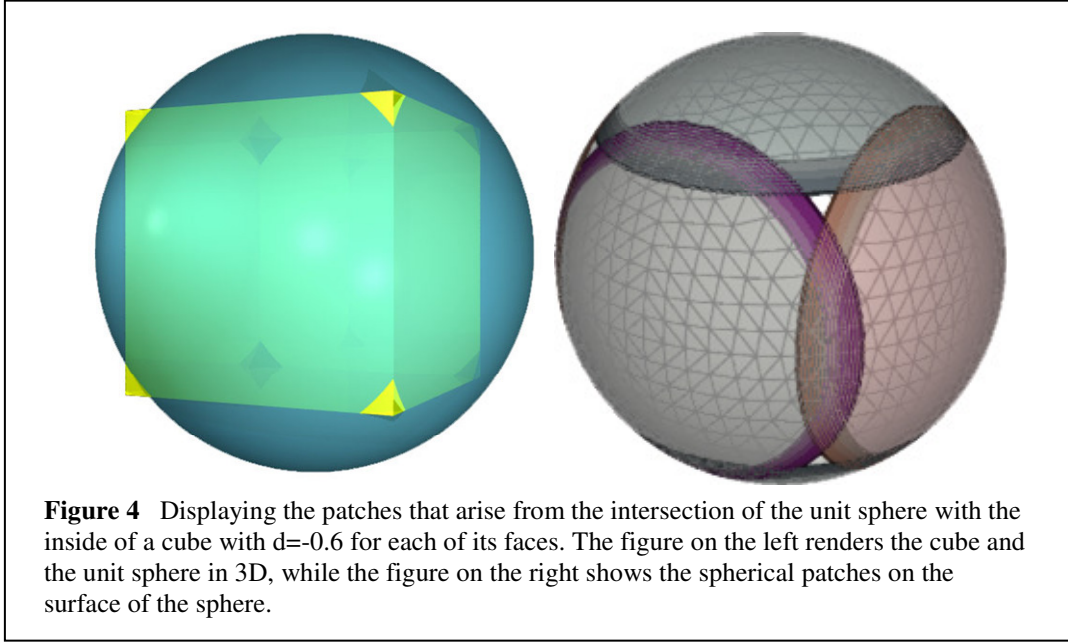 Figure 4 Displaying the patches that arise from the intersection of the unit sphere with the
inside of a cube with d=-0.6 for each of its faces. The figure on the left renders the cube and
the unit sphere in 3D, while the figure on the right shows the spherical patches on the
surface of the sphere.